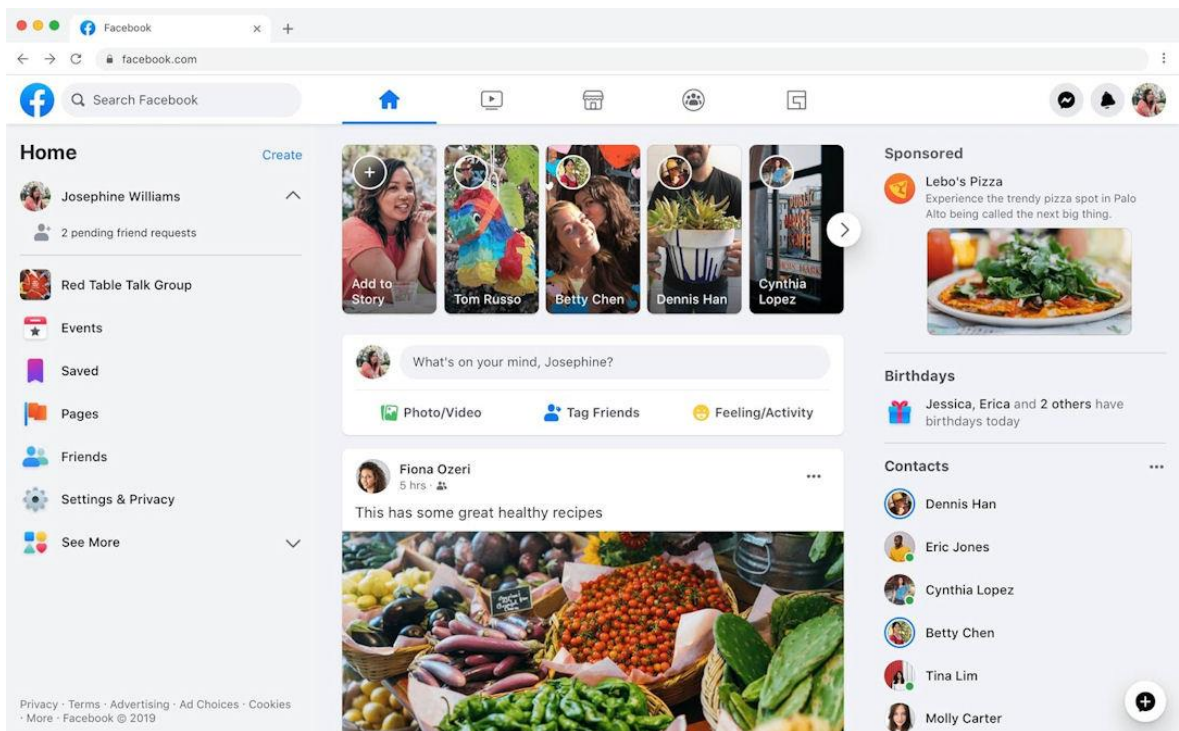 Facebook
facebook.com
Search Facebook
Home
Create
Josephine Williams
2 pending friend requests
Red Table Talk Group
Events
Saved
Pages
Friends
Settings & Privacy
See More
Privacy · Terms · Advertising · Ad Choices · Cookies
· More · Facebook © 2019
Add to
Story
Tom Russo
Betty Chen
Dennis Han
Cynthia
Lopez
What's on your mind, Josephine?
Photo/Video
Tag Friends
Feeling/Activity
Fiona Ozeri
5 hrs ·
This has some great healthy recipes
Sponsored
Lebo's Pizza
Experience the trendy pizza spot in Palo
Alto being called the next big thing.
Birthdays
Jessica, Erica and 2 others have
birthdays today
Contacts
Dennis Han
Eric Jones
Cynthia Lopez
Betty Chen
Tina Lim
Molly Carter